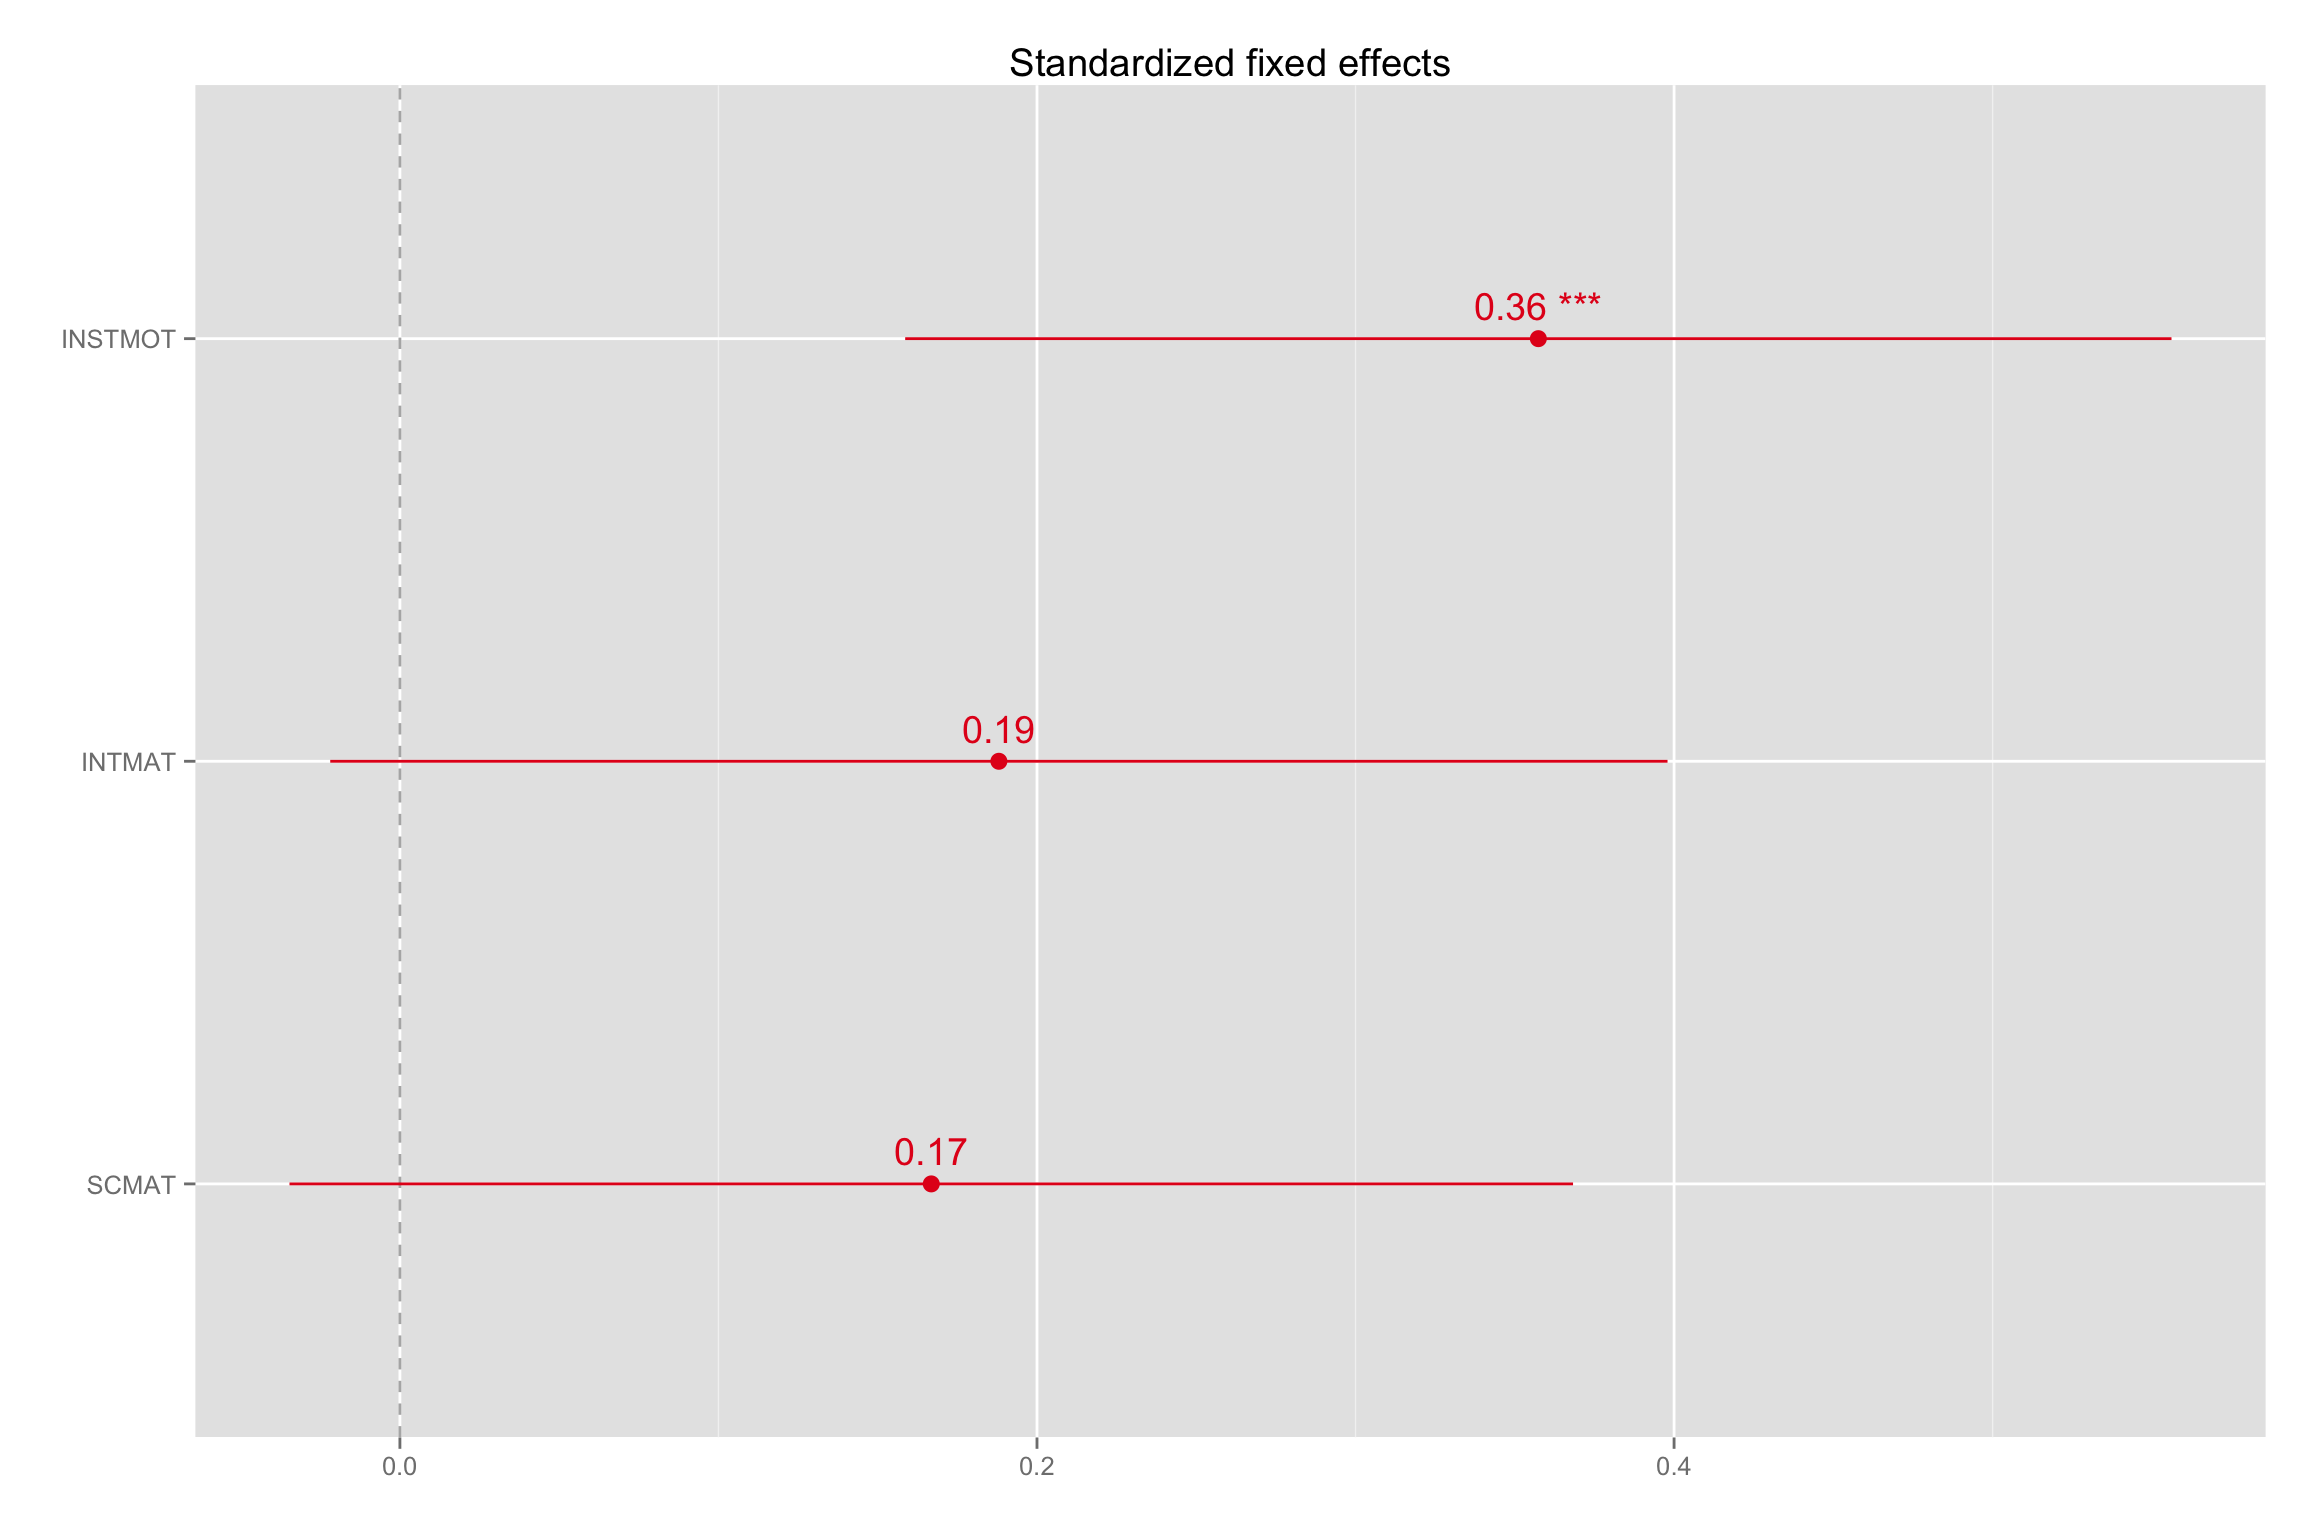 Standardized fixed effects
0.36 ***
INSTMOT
0.19
INTMAT
0.17
SCMAT
0.0 0.2 0.4